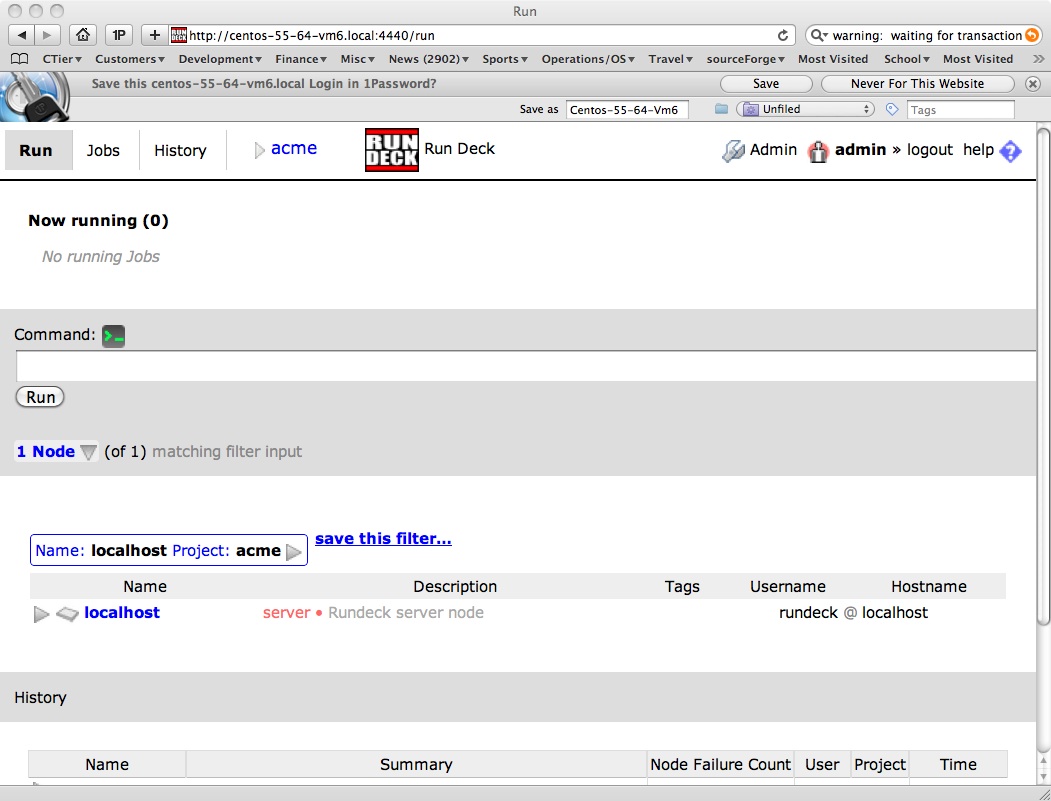 Run
1P + RUN DECK http://centos-55-64-vm6.local:4440/run warning: waiting for transaction
CTier Customers Development Finance Misc News (2902) Sports Operations/OS Travel sourceForge Most Visited School Most Visited
Save this centos-55-64-vm6.local Login in 1Password? Save Never For This Website
Save as Centos-55-64-Vm6 Unfiled Tags
Run Jobs History acme RUN DECK Run Deck Admin admin » logout help ?
Now running (0)
No running Jobs
Command: >_
Run
1 Node (of 1) matching filter input
Name: localhost Project: acme save this filter...
Name Description Tags Username Hostname
localhost server • Rundeck server node rundeck @ localhost
History
Name Summary Node Failure Count User Project Time